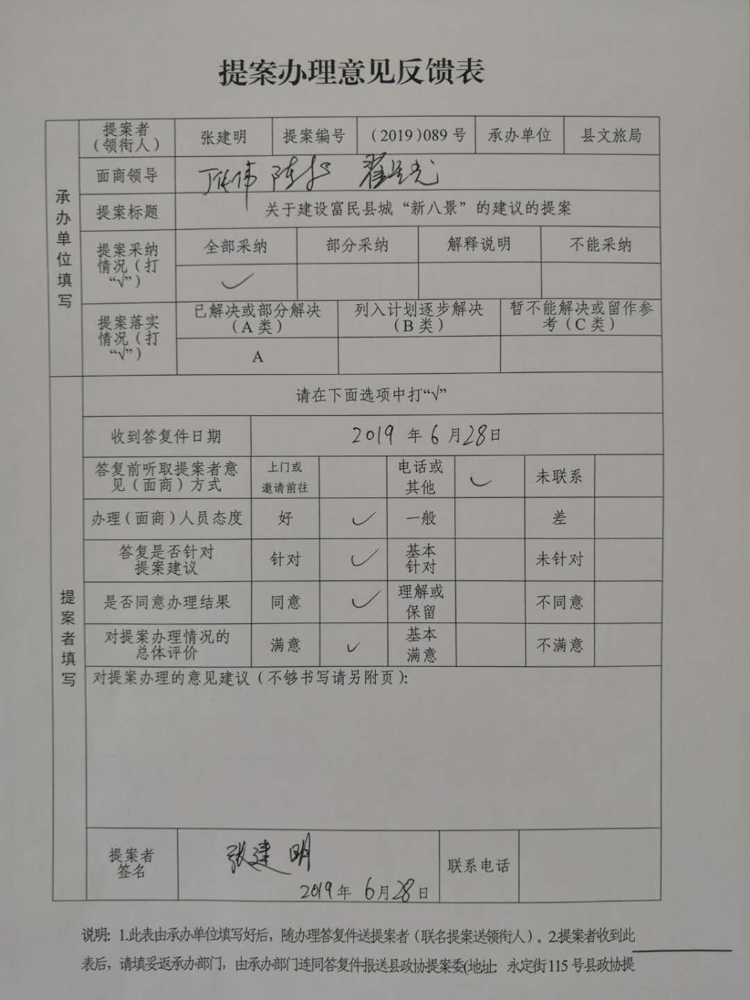 提案办理意见反馈表
承办单位填写
提案者
（领衔人）
张建明
提案编号
（2019）089 号
承办单位
县文旅局
面商领导
提案标题
关于建设富民县城“新八景”的建议的提案
提案采纳
情况（打
“√”）
全部采纳
部分采纳
解释说明
不能采纳
✓
提案落实
情况（打
“√”）
已解决或部分解决
（A 类）
列入计划逐步解决
（B 类）
暂不能解决或留作参
考（C 类）
A
提案者填写
请在下面选项中打“√”
收到答复件日期
2019 年 6 月 28 日
答复前听取提案者意
见（面商）方式
上门或
邀请前往
电话或
其他
✓
未联系
办理（面商）人员态度
好
✓
一般
差
答复是否针对
提案建议
针对
✓
基本
针对
未针对
是否同意办理结果
同意
✓
理解或
保留
不同意
对提案办理情况的
总体评价
满意
✓
基本
满意
不满意
对提案办理的意见建议（不够书写请另附页）：
提案者
签名
张建明
2019 年 6 月 28 日
联系电话
说明：1.此表由承办单位填写好后，随办理答复件送提案者（联名提案送领衔人）。2.提案者收到此
表后，请填妥返承办部门，由承办部门连同答复件报送县政协提案委(地址：永定街 115 号县政协提